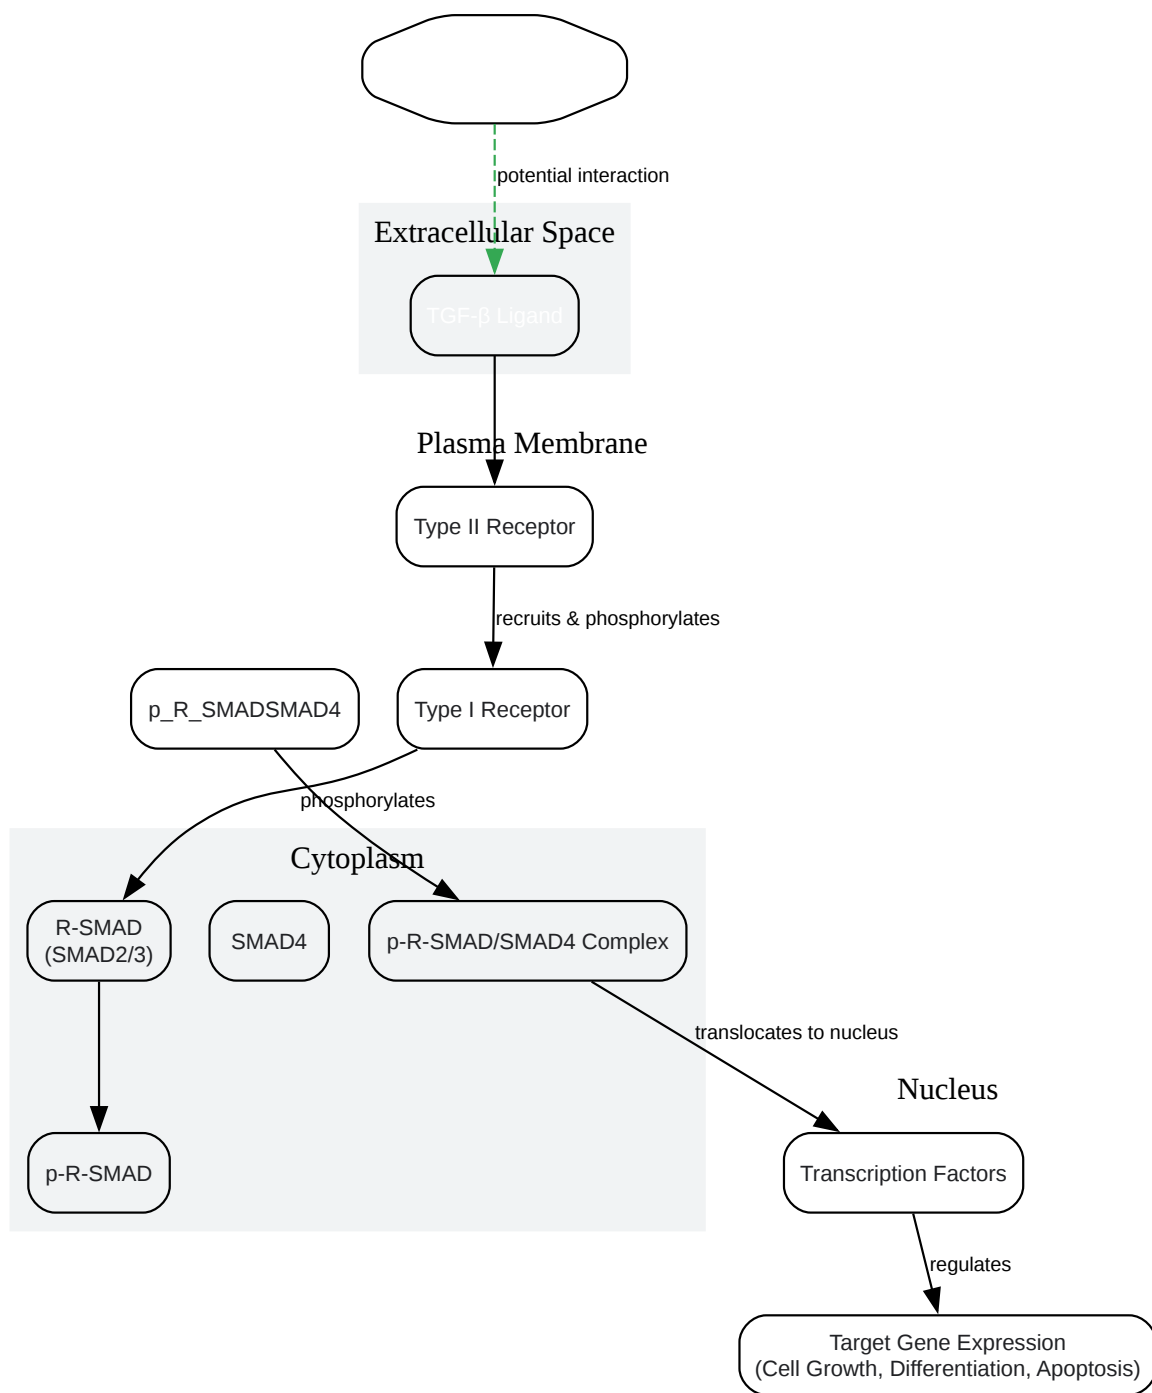 potential interaction
Extracellular Space
TGF-β Ligand
Plasma Membrane
Type II Receptor
recruits & phosphorylates
p_R_SMADSMAD4
Type I Receptor
phosphorylates
Cytoplasm
R-SMAD
(SMAD2/3)
SMAD4
p-R-SMAD/SMAD4 Complex
translocates to nucleus
Nucleus
p-R-SMAD
Transcription Factors
regulates
Target Gene Expression
(Cell Growth, Differentiation, Apoptosis)